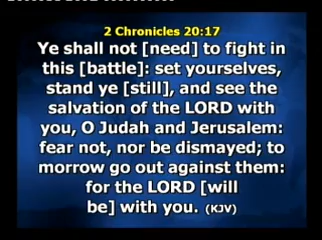 2 Chronicles 20:17
Ye shall not [need] to fight in
this [battle]: set yourselves,
stand ye [still], and see the
salvation of the LORD with
you, O Judah and Jerusalem:
fear not, nor be dismayed; to
morrow go out against them:
for the LORD [will
be] with you. (KJV)